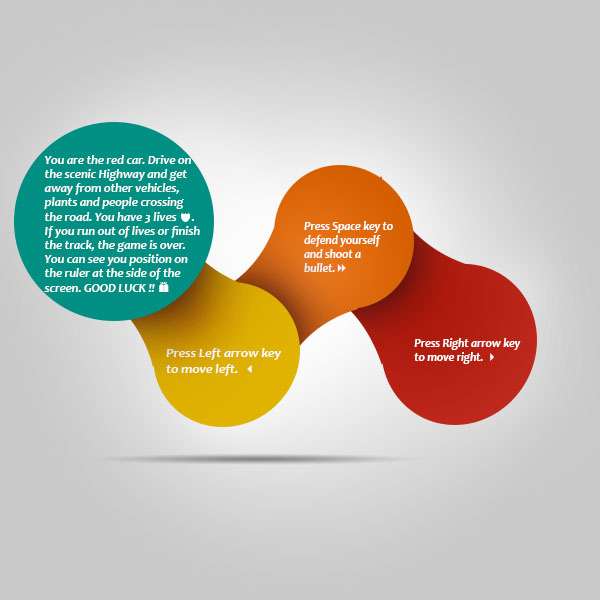 You are the red car. Drive on
the scenic Highway and get
away from other vehicles,
plants and people crossing
the road. You have 3 lives .
If you run out of lives or finish
the track, the game is over.
You can see you position on
the ruler at the side of the
screen. GOOD LUCK !!
Press Left arrow key
to move left.
Press Space key to
defend yourself
and shoot a
bullet.
Press Right arrow key
to move right.